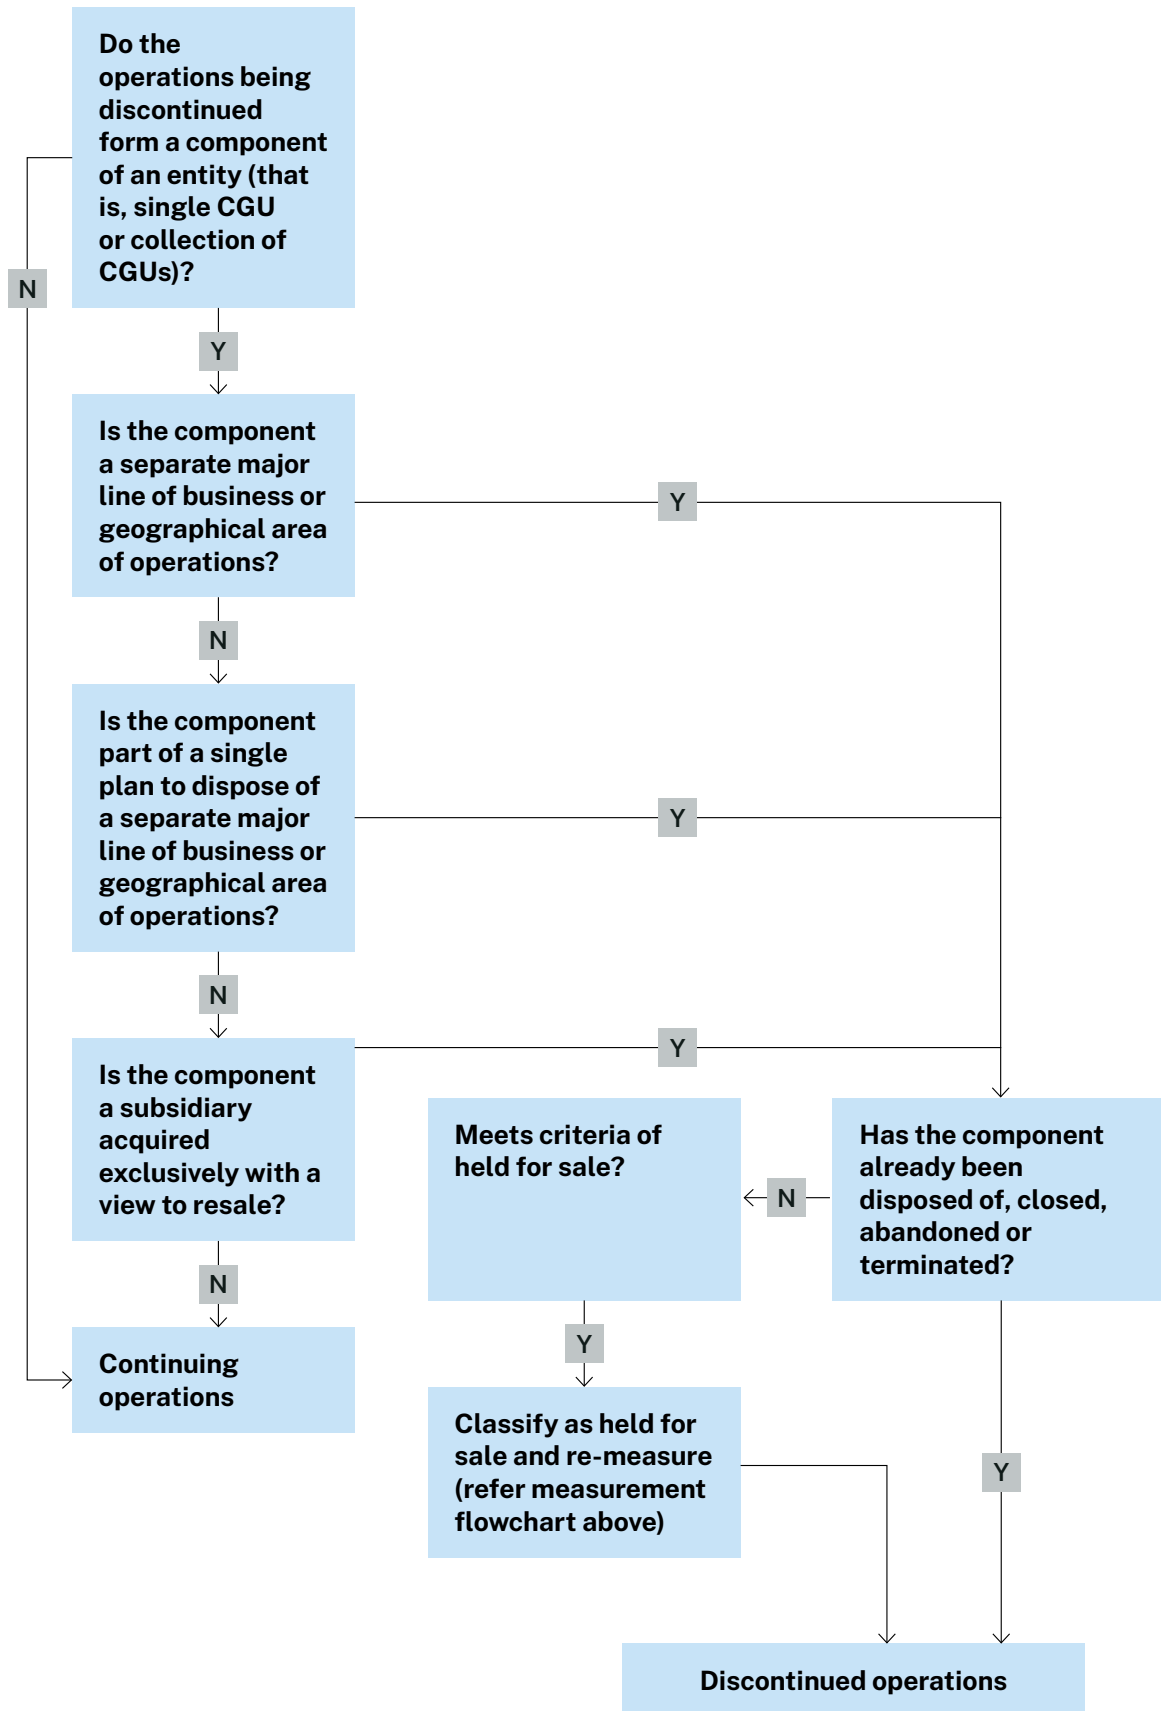 Do the
operations being
discontinued
form a component
of an entity (that
is, single CGU
or collection of
CGUs)?
N
Y
Is the component
a separate major
line of business or
geographical area
of operations?
Y
N
Is the component
part of a single
plan to dispose of
a separate major
line of business or
geographical area
of operations?
Y
N
Is the component
a subsidiary
acquired
exclusively with a
view to resale?
Y
Meets criteria of
held for sale?
N
Has the component
already been
disposed of, closed,
abandoned or
terminated?
N
Continuing
operations
Y
Classify as held for
sale and re-measure
(refer measurement
flowchart above)
Y
Discontinued operations